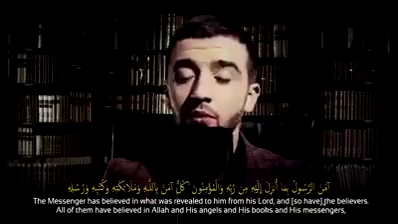 آمَنَ الرَّسُولُ بِمَا أُنزِلَ إِلَيْهِ مِن رَّبِّهِ وَالْمُؤْمِنُونَ كُلٌّ آمَنَ بِاللَّهِ وَمَلَائِكَتِهِ وَكُتُبِهِ وَرُسُلِهِ
The Messenger has believed in what was revealed to him from his Lord, and [so have] the believers.
All of them have believed in Allah and His angels and His books and His messengers,